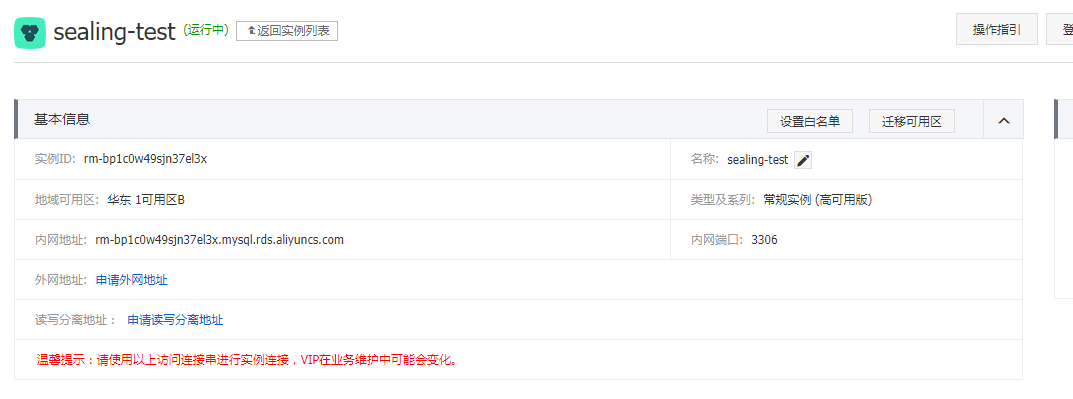 sealing-test (运行中) 返回实例列表 操作指引 登
基本信息 设置白名单 迁移可用区
实例ID: rm-bp1c0w49sjn37el3x 名称: sealing-test
地域可用区: 华东 1可用区B 类型及系列: 常规实例 (高可用版)
内网地址: rm-bp1c0w49sjn37el3x.mysql.rds.aliyuncs.com 内网端口: 3306
外网地址: 申请外网地址
读写分离地址 : 申请读写分离地址
温馨提示：请使用以上访问连接串进行实例连接，VIP在业务维护中可能会变化。